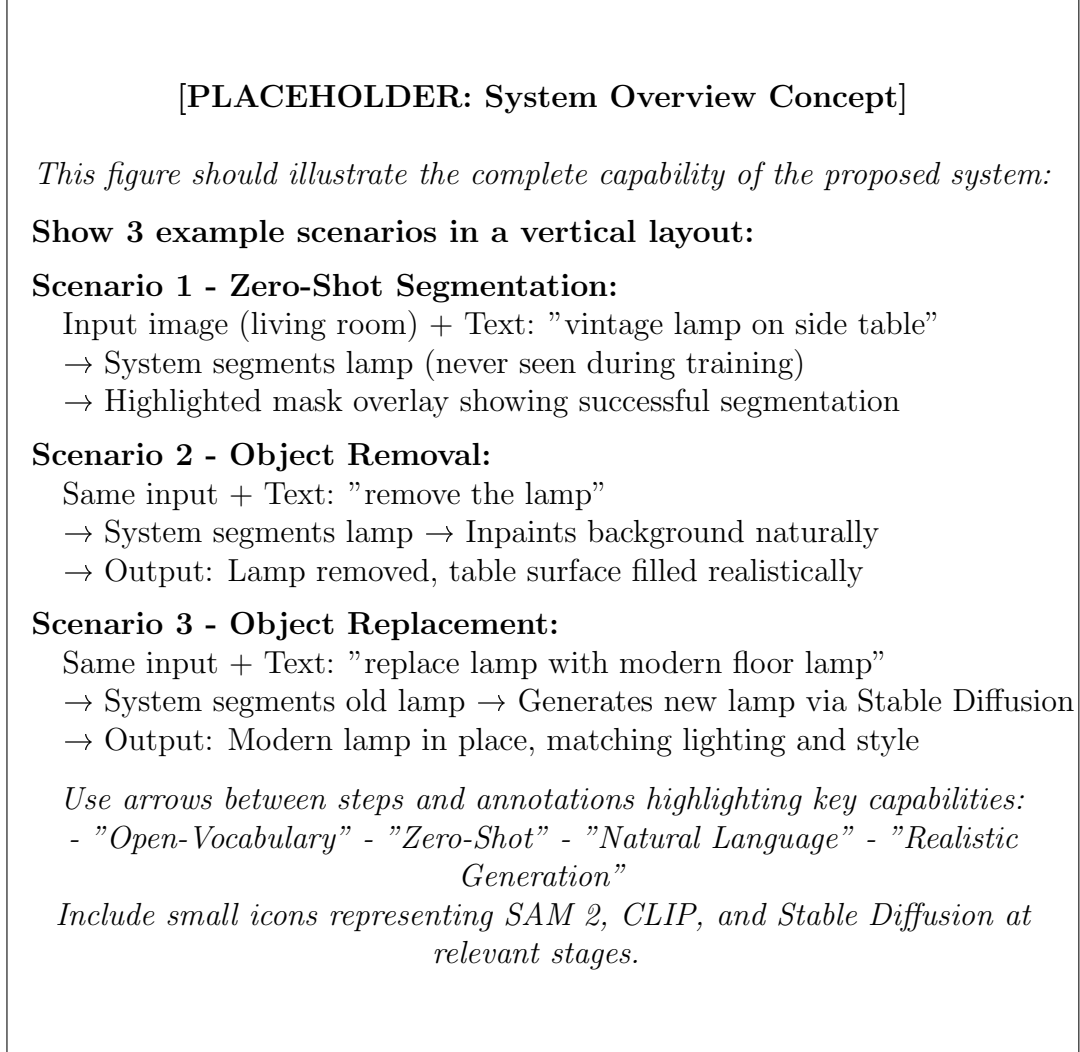 [PLACEHOLDER: System Overview Concept]
This figure should illustrate the complete capability of the proposed system:
Show 3 example scenarios in a vertical layout:
Scenario 1 - Zero-Shot Segmentation:
Input image (living room) + Text: ”vintage lamp on side table”
→ System segments lamp (never seen during training)
→ Highlighted mask overlay showing successful segmentation
Scenario 2 - Object Removal:
Same input + Text: ”remove the lamp”
→ System segments lamp → Inpaints background naturally
→ Output: Lamp removed, table surface filled realistically
Scenario 3 - Object Replacement:
Same input + Text: ”replace lamp with modern floor lamp”
→ System segments old lamp → Generates new lamp via Stable Diffusion
→ Output: Modern lamp in place, matching lighting and style
Use arrows between steps and annotations highlighting key capabilities:
- ”Open-Vocabulary” - ”Zero-Shot” - ”Natural Language” - ”Realistic
Generation”
Include small icons representing SAM 2, CLIP, and Stable Diffusion at
relevant stages.